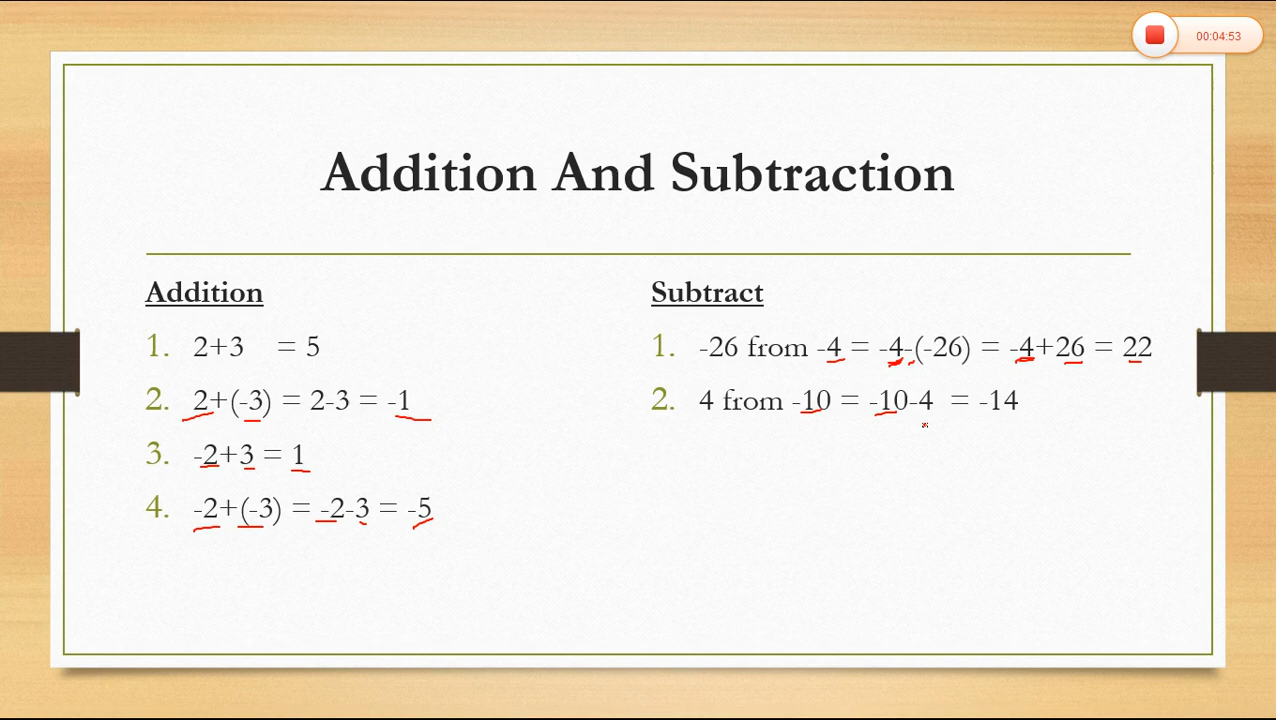 00:04:53
Addition And Subtraction
Addition
1. 2+3 = 5
2. 2+(-3) = 2-3 = -1
3. -2+3 = 1
4. -2+(-3) = -2-3 = -5
Subtract
1. -26 from -4 = -4-(-26) = -4+26 = 22
2. 4 from -10 = -10-4 = -14